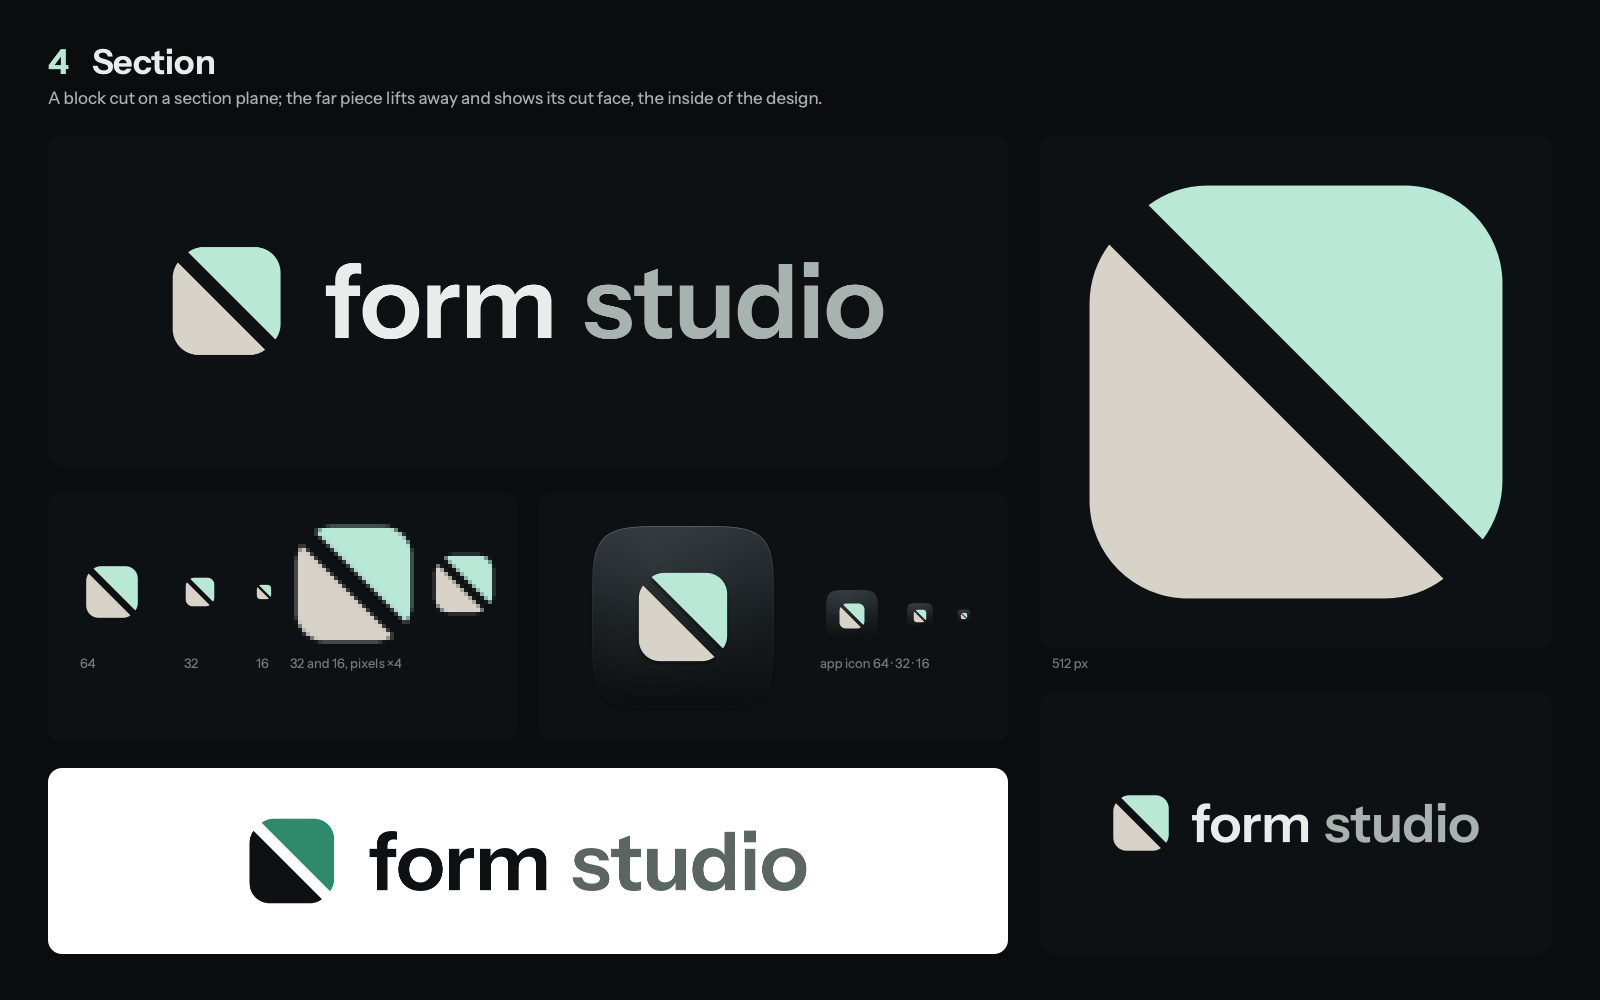 4 Section
A block cut on a section plane; the far piece lifts away and shows its cut face, the inside of the design.
form studio
64
32
16
32 and 16, pixels ×4
app icon 64·32·16
512 px
form studio
form studio